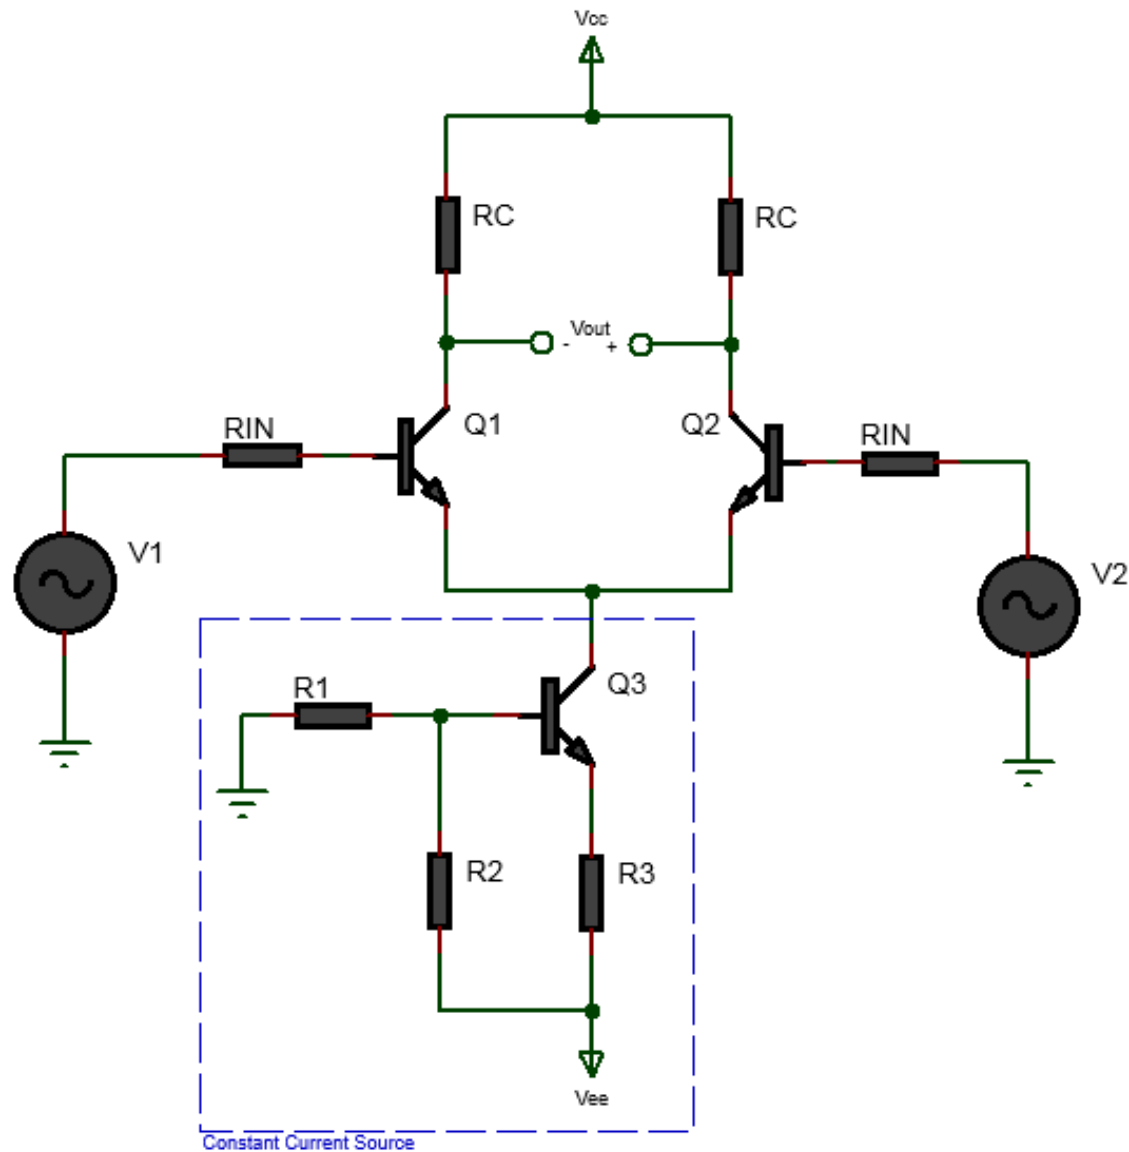 Vcc
RC
RC
Vout
- +
Q1
Q2
RIN
RIN
V1
V2
Q3
R1
R2
R3
Vee
Constant Current Source